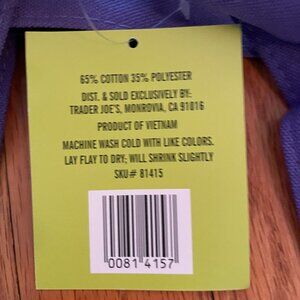 65% COTTON 35% POLYESTER
DIST. & SOLD EXCLUSIVELY BY:
TRADER JOE'S, MONROVIA, CA 91016
PRODUCT OF VIETNAM
MACHINE WASH COLD WITH LIKE COLORS.
LAY FLAY TO DRY; WILL SHRINK SLIGHTLY
SKU# 81415
0081 4157